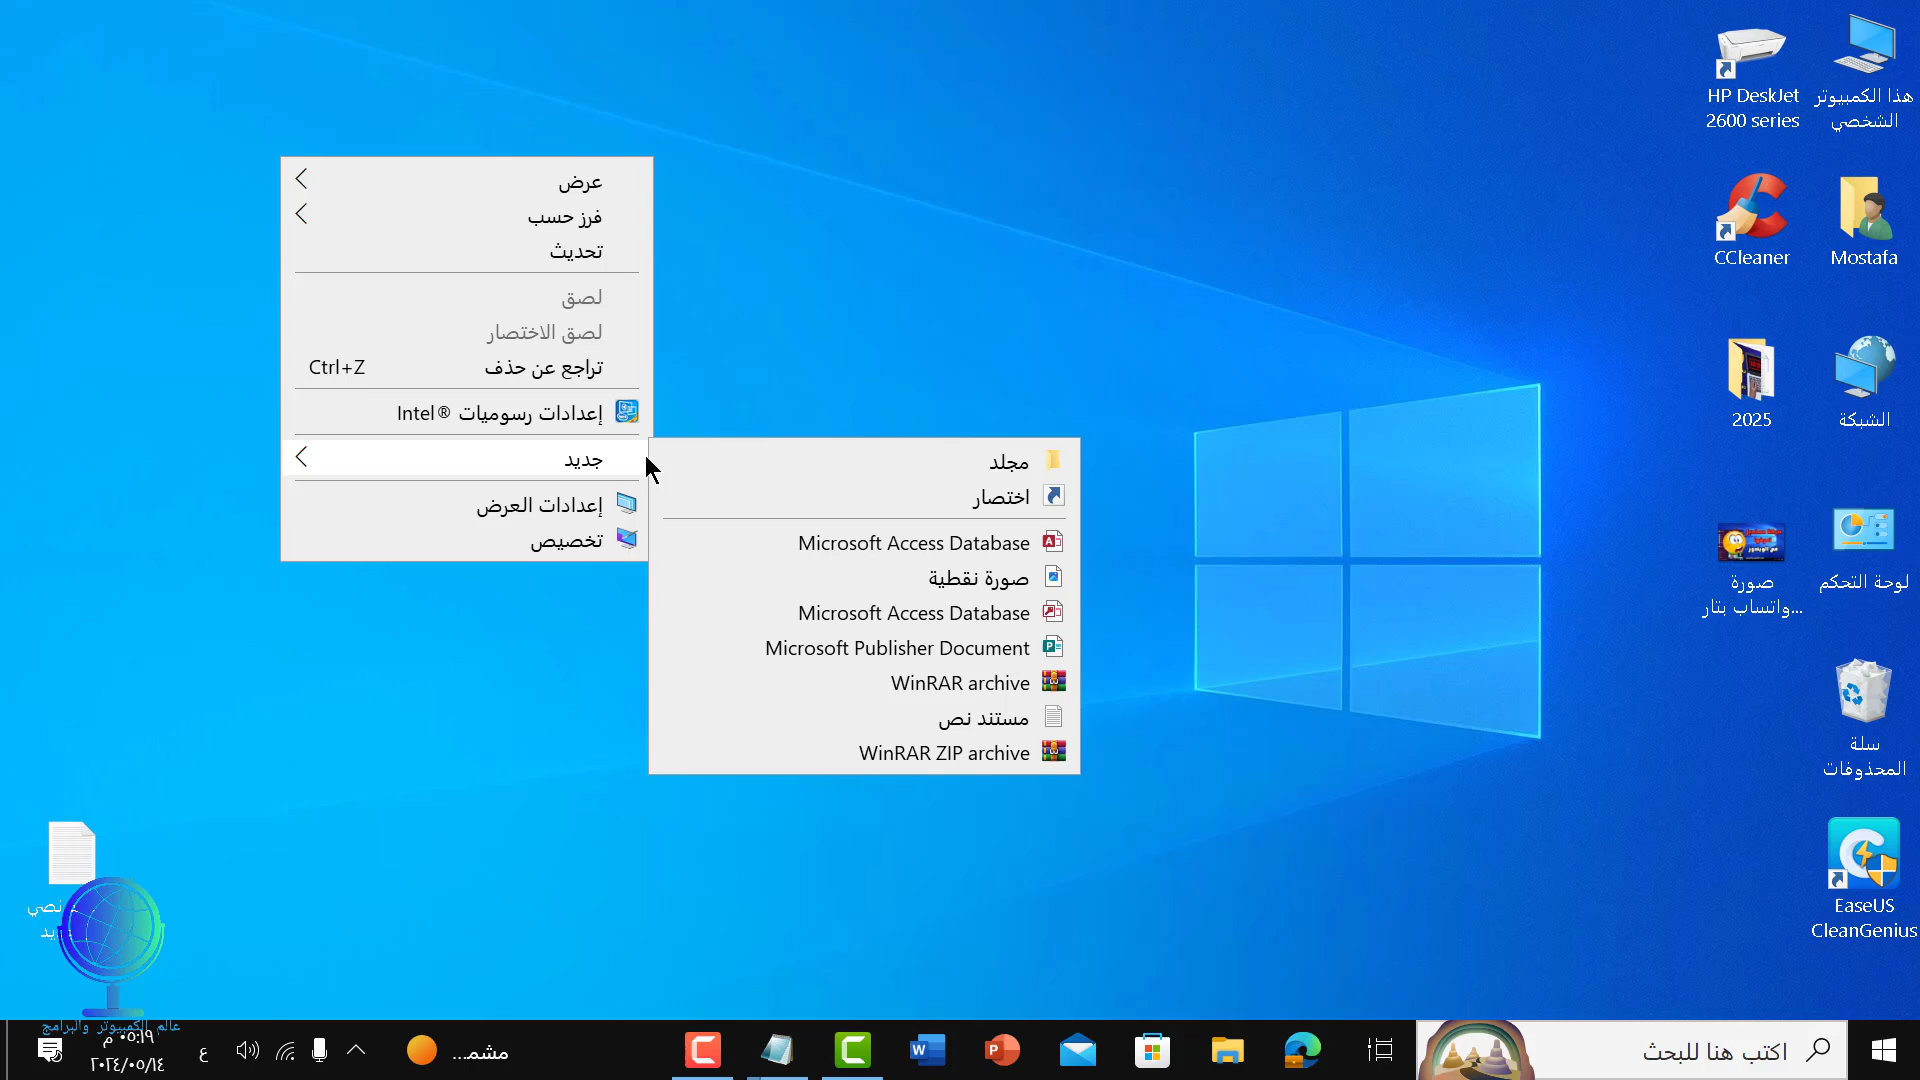 عرض
فرز حسب
تحديث
لصق
لصق الاختصار
تراجع عن حذف Ctrl+Z
إعدادات رسوميات Intel®
جديد
إعدادات العرض
تخصيص
مجلد
اختصار
Microsoft Access Database
صورة نقطية
Microsoft Access Database
Microsoft Publisher Document
WinRAR archive
مستند نص
WinRAR ZIP archive
هذا الكمبيوتر
الشخصي
HP DeskJet
2600 series
Mostafa
CCleaner
الشبكة
2025
لوحة التحكم
صورة
واتساب بتار...
سلة
المحذوفات
EaseUS
CleanGenius
نصي
عالم الكمبيوتر والبرامج
اكتب هنا للبحث
مشمـ...
ع
٠٥:١٩ م
٢٠٢٤/٠٥/١٤